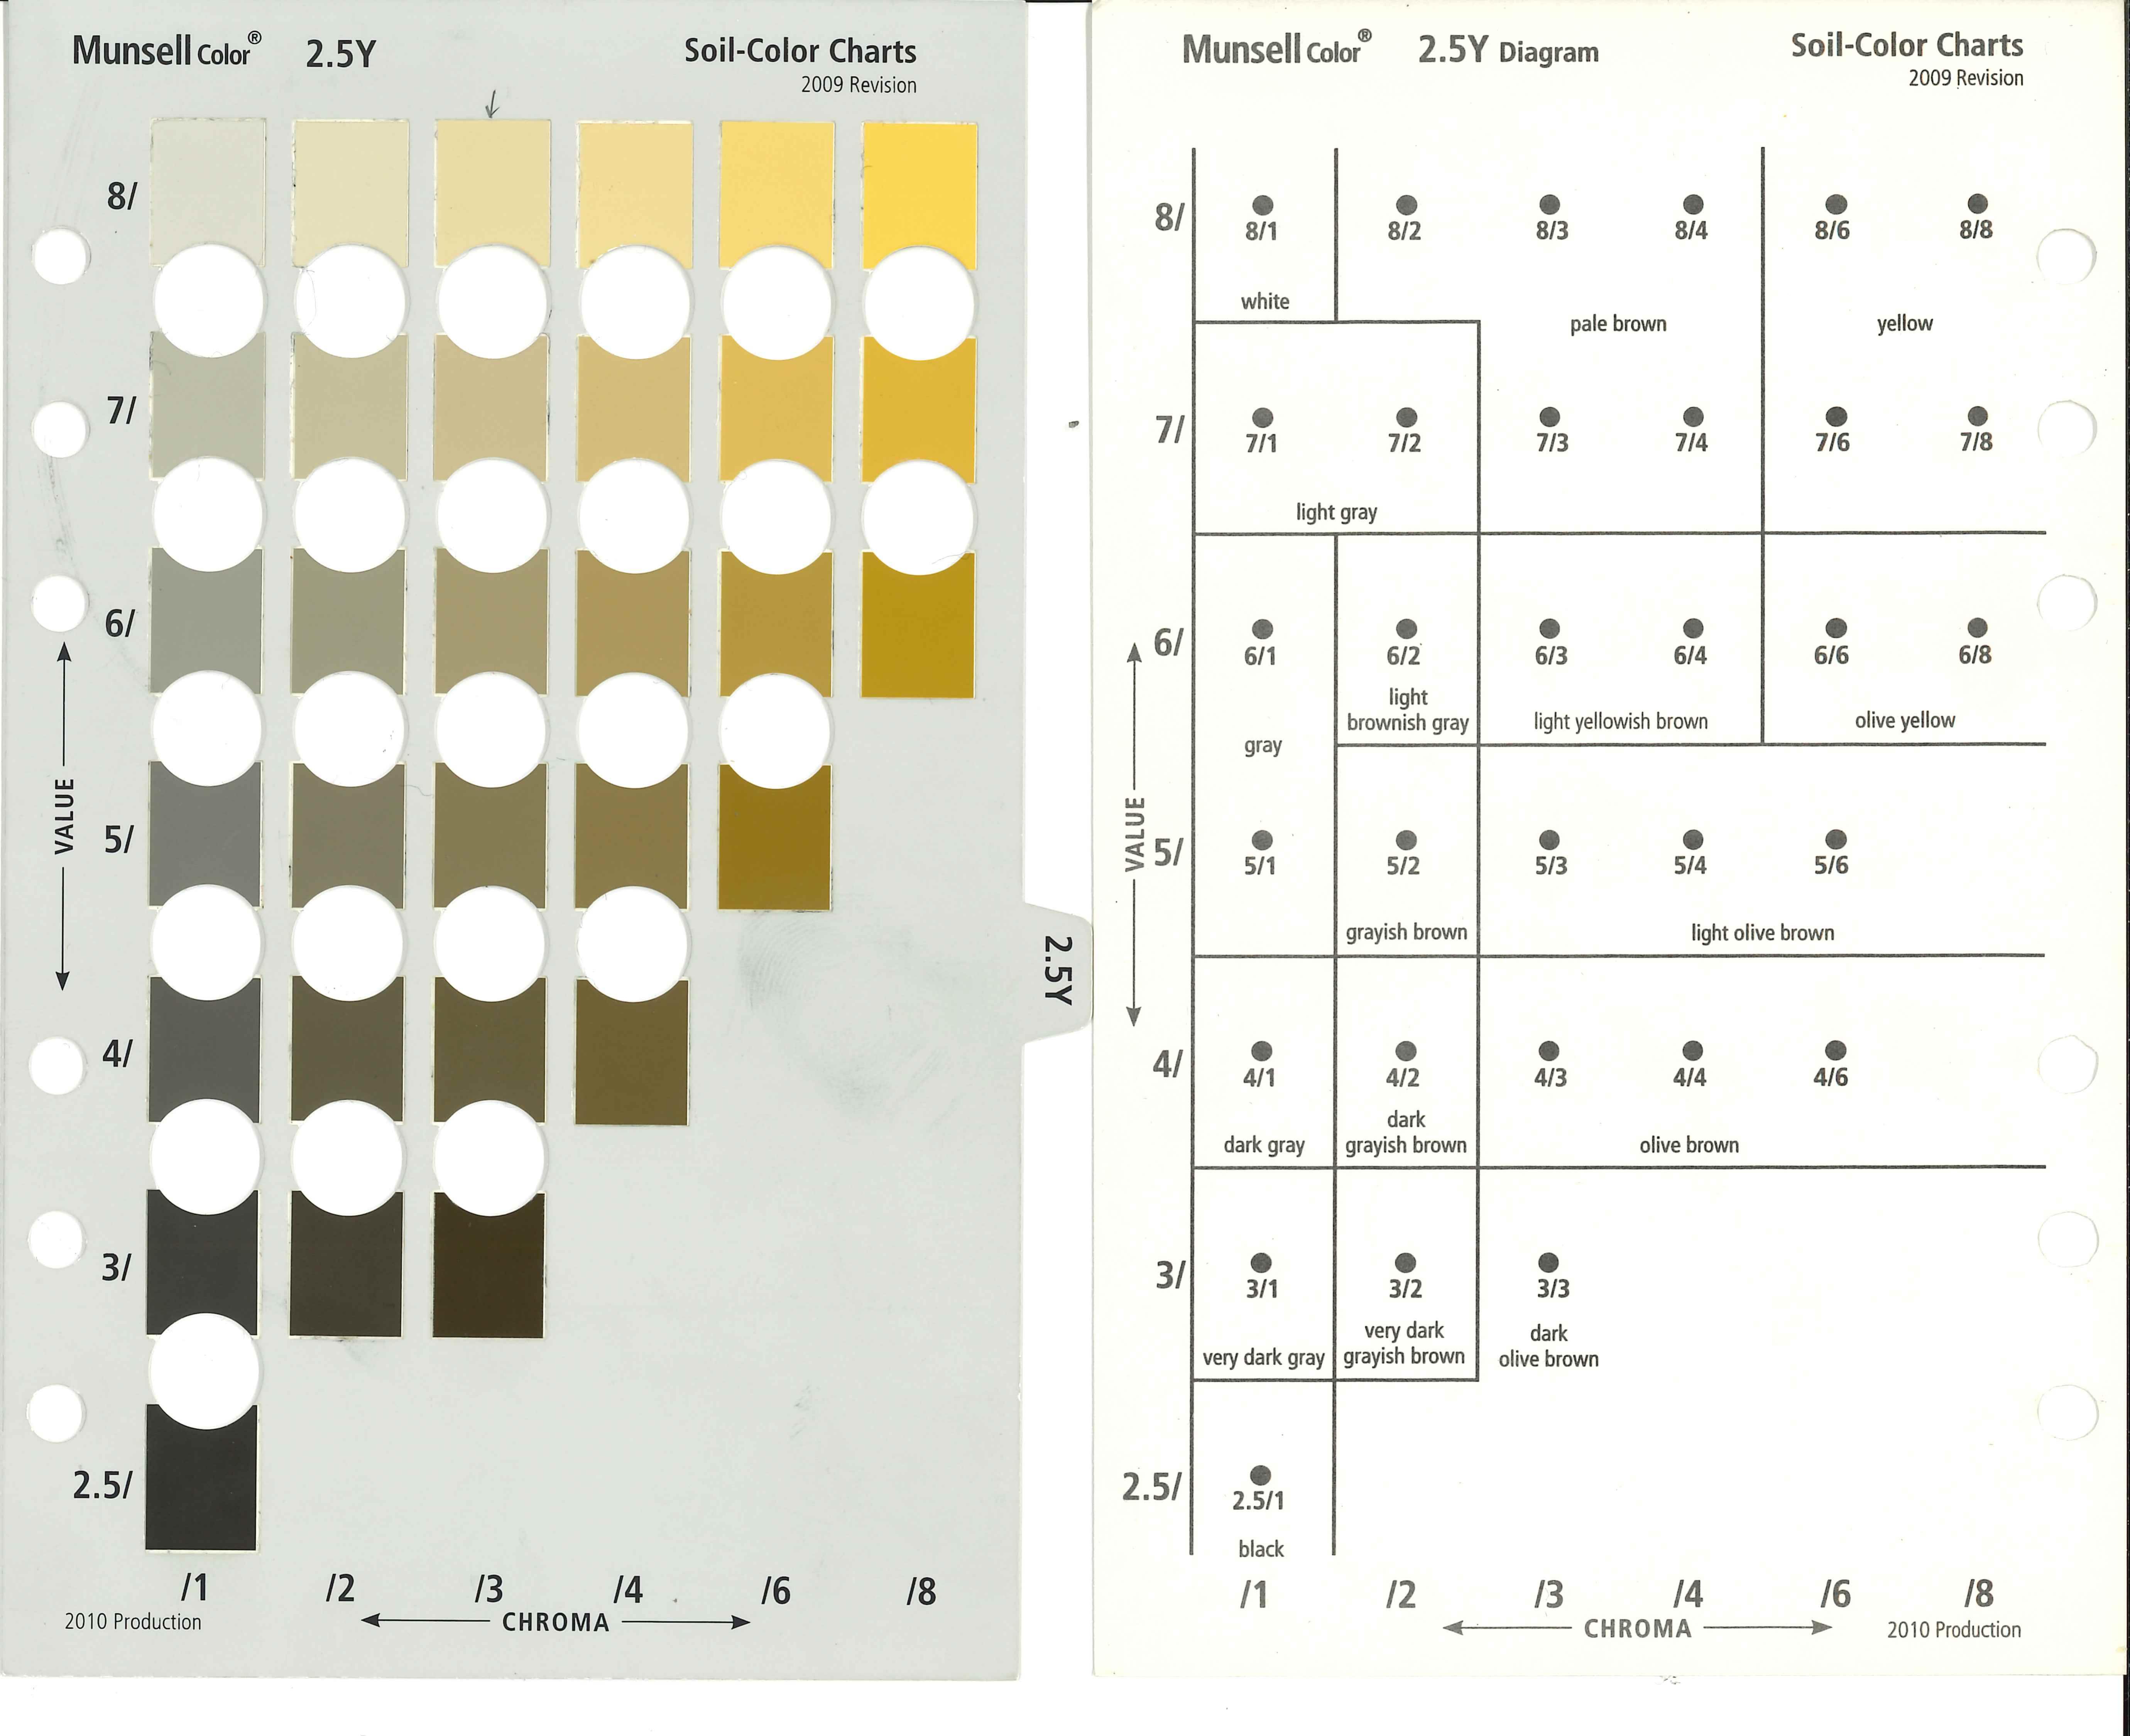 Munsell Color® 2.5Y Soil-Color Charts
2009 Revision
8/
7/
6/
5/
4/
3/
2.5/
VALUE
/1 /2 /3 /4 /6 /8
CHROMA
2010 Production
2.5Y
Munsell Color® 2.5Y Diagram Soil-Color Charts
2009 Revision
8/ 8/1 8/2 8/3 8/4 8/6 8/8
white
pale brown yellow
7/ 7/1 7/2 7/3 7/4 7/6 7/8
light gray
6/ 6/1 6/2 6/3 6/4 6/6 6/8
light
brownish gray light yellowish brown olive yellow
gray
VALUE
5/ 5/1 5/2 5/3 5/4 5/6
grayish brown light olive brown
4/ 4/1 4/2 4/3 4/4 4/6
dark
dark gray grayish brown olive brown
3/ 3/1 3/2 3/3
very dark dark
very dark gray grayish brown olive brown
2.5/ 2.5/1
black
/1 /2 /3 /4 /6 /8
CHROMA
2010 Production